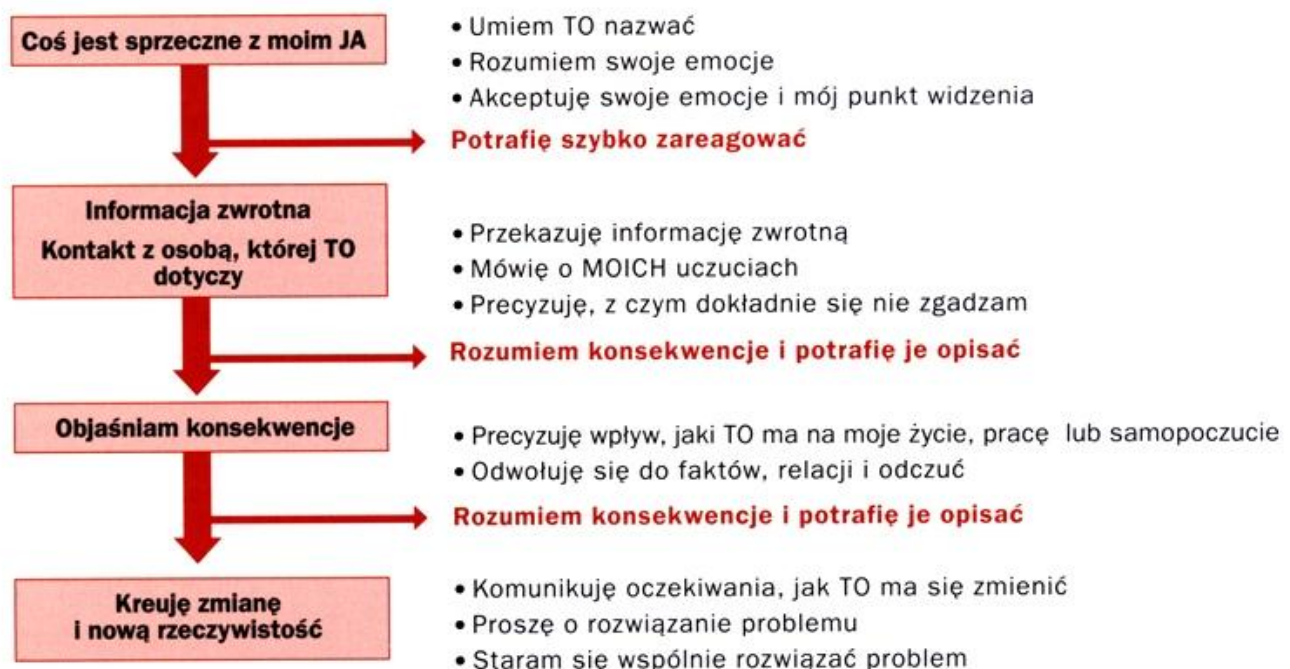 Coś jest sprzeczne z moim JA
• Umiem TO nazwać
• Rozumiem swoje emocje
• Akceptuję swoje emocje i mój punkt widzenia
Potrafię szybko zareagować
Informacja zwrotna
Kontakt z osobą, której TO
dotyczy
• Przekazuję informację zwrotną
• Mówię o MOICH uczuciach
• Precyzuję, z czym dokładnie się nie zgadzam
Rozumiem konsekwencje i potrafię je opisać
Objaśniam konsekwencje
• Precyzuję wpływ, jaki TO ma na moje życie, pracę lub samopoczucie
• Odwołuję się do faktów, relacji i odczuć
Rozumiem konsekwencje i potrafię je opisać
Kreuję zmianę
i nową rzeczywistość
• Komunikuję oczekiwania, jak TO ma się zmienić
• Proszę o rozwiązanie problemu
• Staram się wspólnie rozwiązać problem